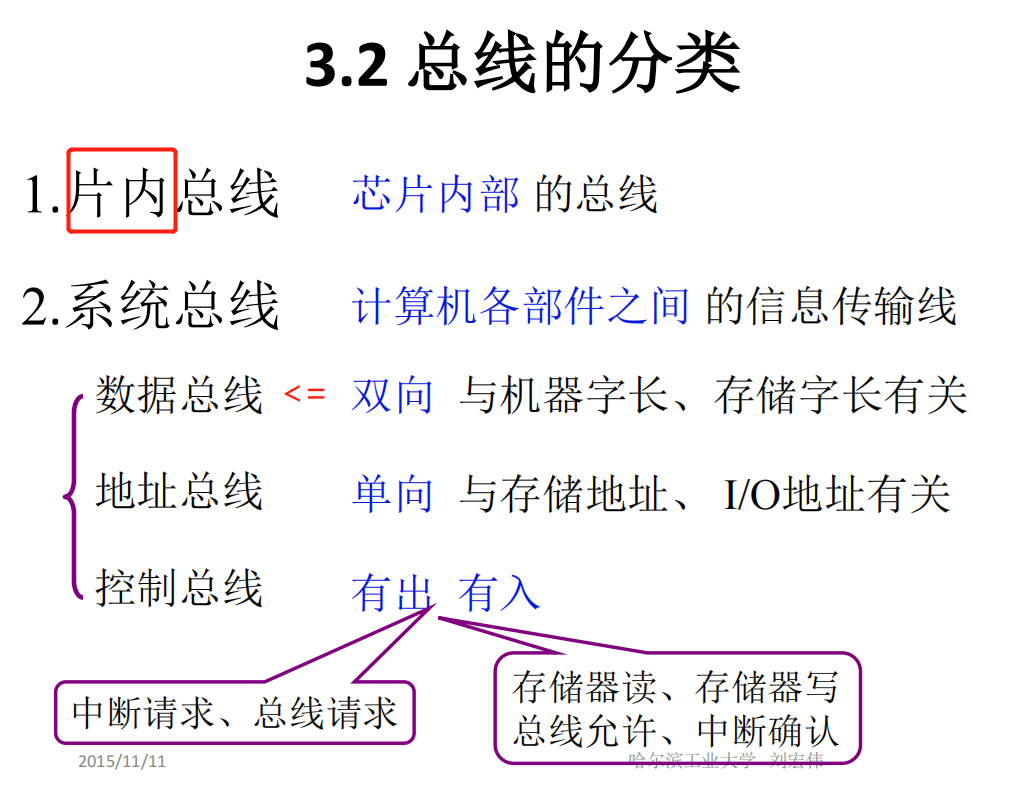 3.2 总线的分类
1.片内总线 芯片内部 的总线
2.系统总线 计算机各部件之间 的信息传输线
数据总线 <= 双向 与机器字长、存储字长有关
地址总线 单向 与存储地址、 I/O地址有关
控制总线 有出 有入
中断请求、总线请求
存储器读、存储器写
总线允许、中断确认
2015/11/11 哈尔滨工业大学 刘宏伟